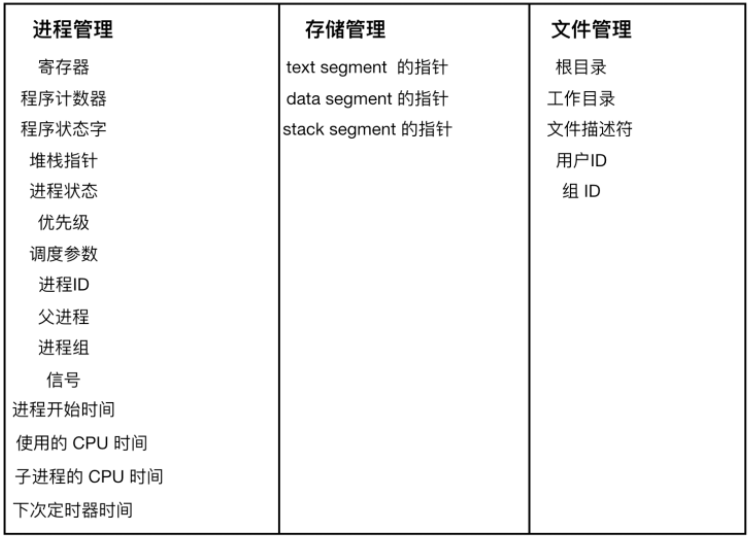 进程管理
寄存器
程序计数器
程序状态字
堆栈指针
进程状态
优先级
调度参数
进程ID
父进程
进程组
信号
进程开始时间
使用的 CPU 时间
子进程的 CPU 时间
下次定时器时间
存储管理
text segment 的指针
data segment 的指针
stack segment 的指针
文件管理
根目录
工作目录
文件描述符
用户ID
组 ID